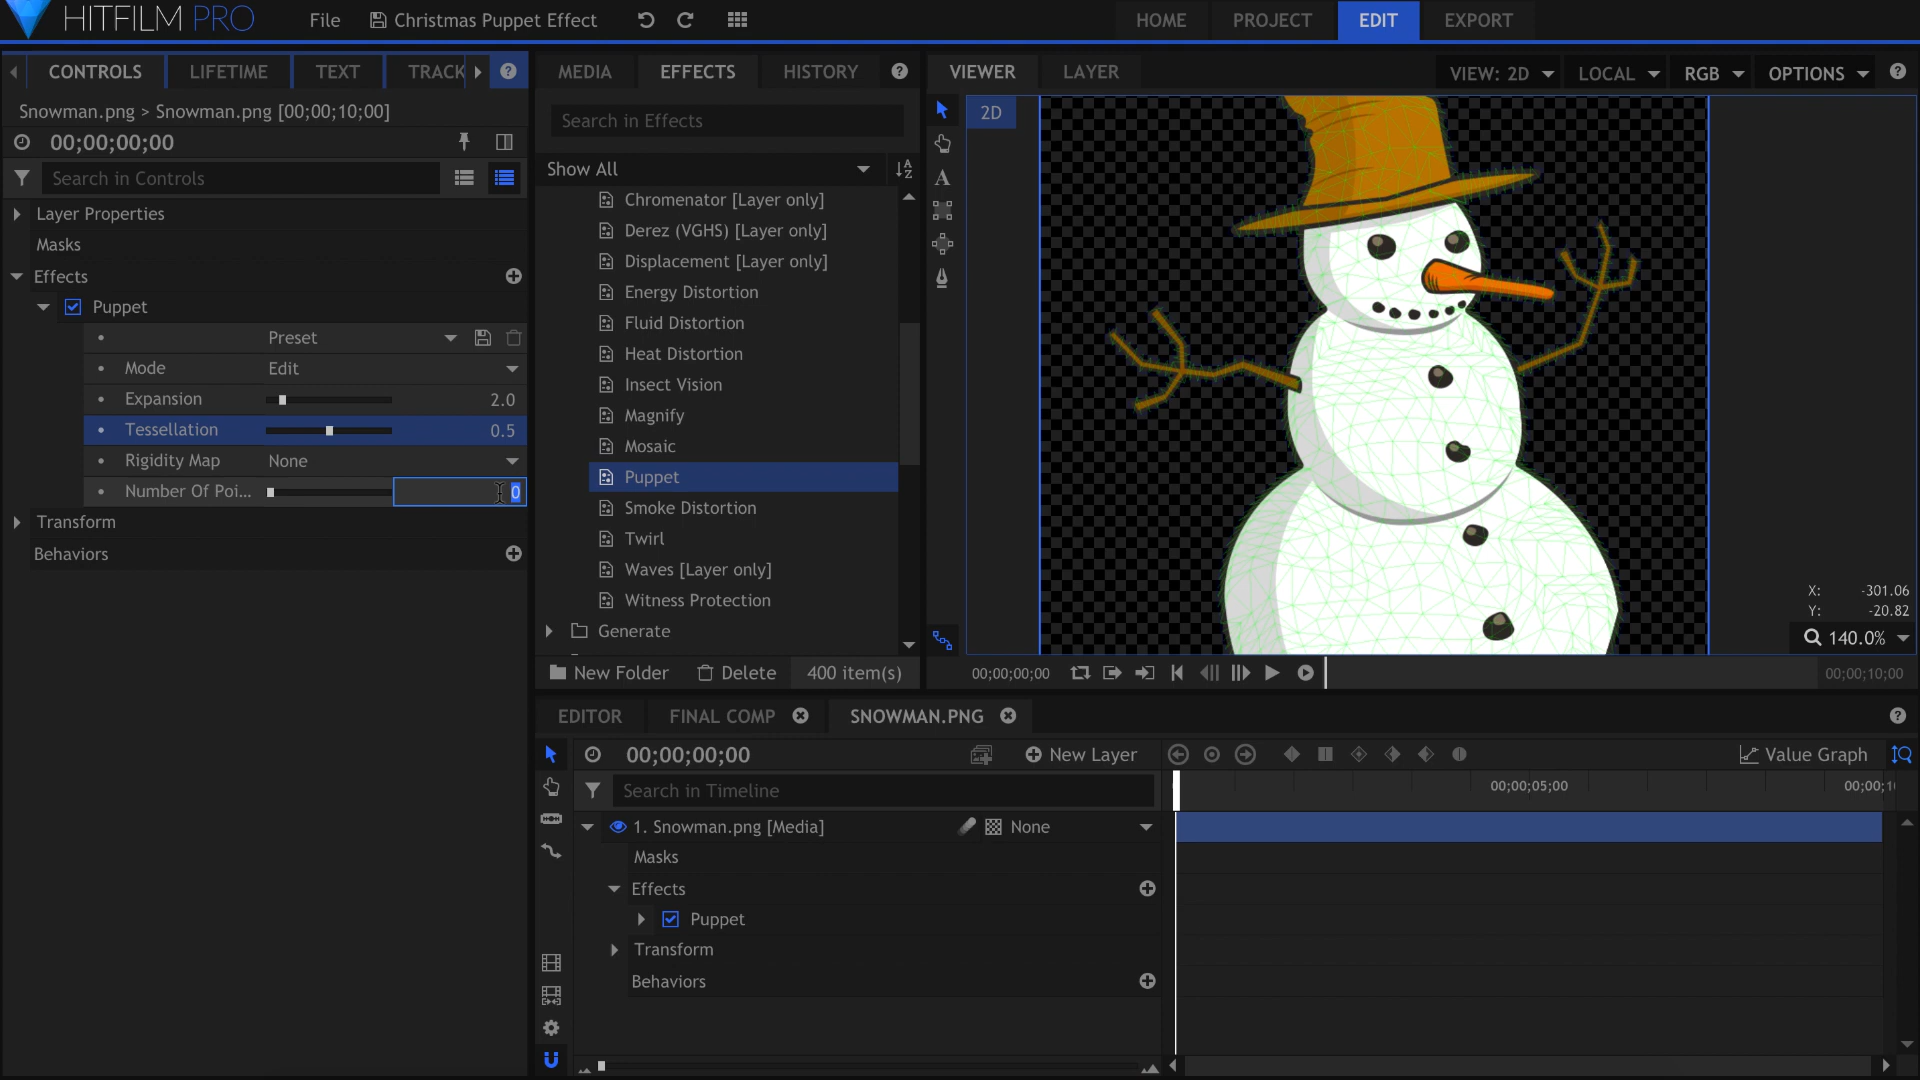 HITFILM PRO
File
Christmas Puppet Effect
HOME
PROJECT
EDIT
EXPORT
CONTROLS
LIFETIME
TEXT
TRACK
Snowman.png > Snowman.png [00;00;10;00]
00;00;00;00
Search in Controls
Layer Properties
Masks
Effects
Puppet
Preset
Mode
Edit
Expansion
2.0
Tessellation
0.5
Rigidity Map
None
Number Of Poi...
0
Transform
Behaviors
MEDIA
EFFECTS
HISTORY
Search in Effects
Show All
Chromenator [Layer only]
Derez (VGHS) [Layer only]
Displacement [Layer only]
Energy Distortion
Fluid Distortion
Heat Distortion
Insect Vision
Magnify
Mosaic
Puppet
Smoke Distortion
Twirl
Waves [Layer only]
Witness Protection
Generate
New Folder
Delete
400 item(s)
VIEWER
LAYER
VIEW: 2D
LOCAL
RGB
OPTIONS
2D
X: -301.06
Y: -20.82
140.0%
00;00;00;00
00;00;10;00
EDITOR
FINAL COMP
SNOWMAN.PNG
00;00;00;00
New Layer
Value Graph
Search in Timeline
00;00;05;00
00;00;1
1. Snowman.png [Media]
None
Masks
Effects
Puppet
Transform
Behaviors